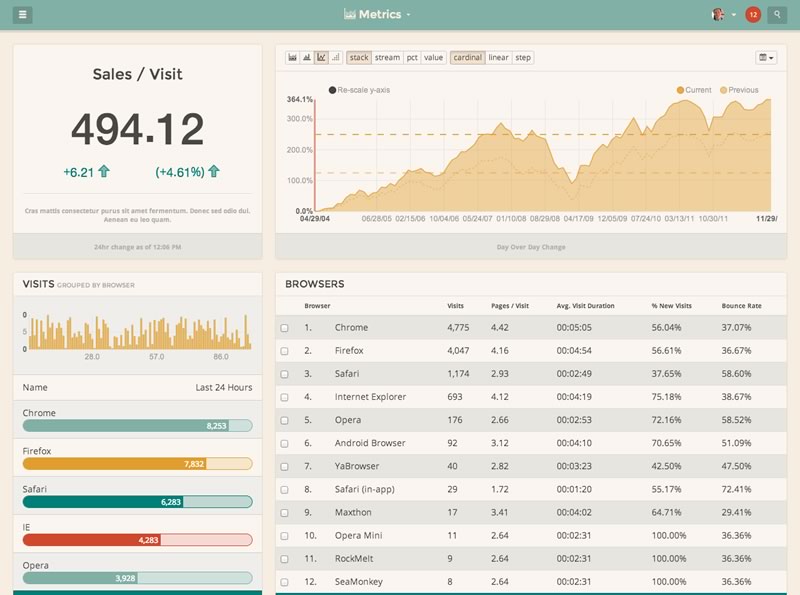 Metrics
12
Sales / Visit
494.12
+6.21 (+4.61%)
Cras mattis consectetur purus sit amet fermentum. Donec sed odio dui.
Aenean eu leo quam.
24hr change as of 12:06 PM
stack stream pct value cardinal linear step
Re-scale y-axis Current Previous
364.1%
300.0%
200.0%
100.0%
0.0%
04/29/04 06/28/05 02/15/06 10/04/06 05/24/07 01/10/08 08/29/08 04/17/09 12/05/09 07/24/10 03/13/11 10/30/11 11/29/
Day Over Day Change
VISITS GROUPED BY BROWSER
0
5
0
28.0 57.0 86.0
Name Last 24 Hours
Chrome
8,253
Firefox
7,832
Safari
6,283
IE
4,283
Opera
3,928
BROWSERS
Browser Visits Pages / Visit Avg. Visit Duration % New Visits Bounce Rate
1. Chrome 4,775 4.42 00:05:05 56.04% 37.07%
2. Firefox 4,047 4.16 00:04:54 56.61% 36.67%
3. Safari 1,174 2.93 00:02:49 37.65% 58.60%
4. Internet Explorer 693 4.12 00:04:19 75.18% 38.67%
5. Opera 176 2.66 00:02:53 72.16% 58.52%
6. Android Browser 92 3.12 00:04:10 70.65% 51.09%
7. YaBrowser 40 2.82 00:03:23 42.50% 47.50%
8. Safari (in-app) 29 1.72 00:01:20 55.17% 72.41%
9. Maxthon 17 3.41 00:04:02 64.71% 29.41%
10. Opera Mini 11 2.64 00:02:31 100.00% 36.36%
11. RockMelt 9 2.64 00:02:31 100.00% 36.36%
12. SeaMonkey 8 2.64 00:02:31 100.00% 36.36%